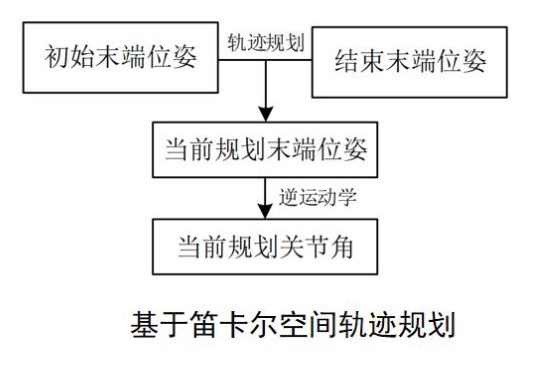 初始末端位姿
轨迹规划
结束末端位姿
当前规划末端位姿
逆运动学
当前规划关节角
基于笛卡尔空间轨迹规划